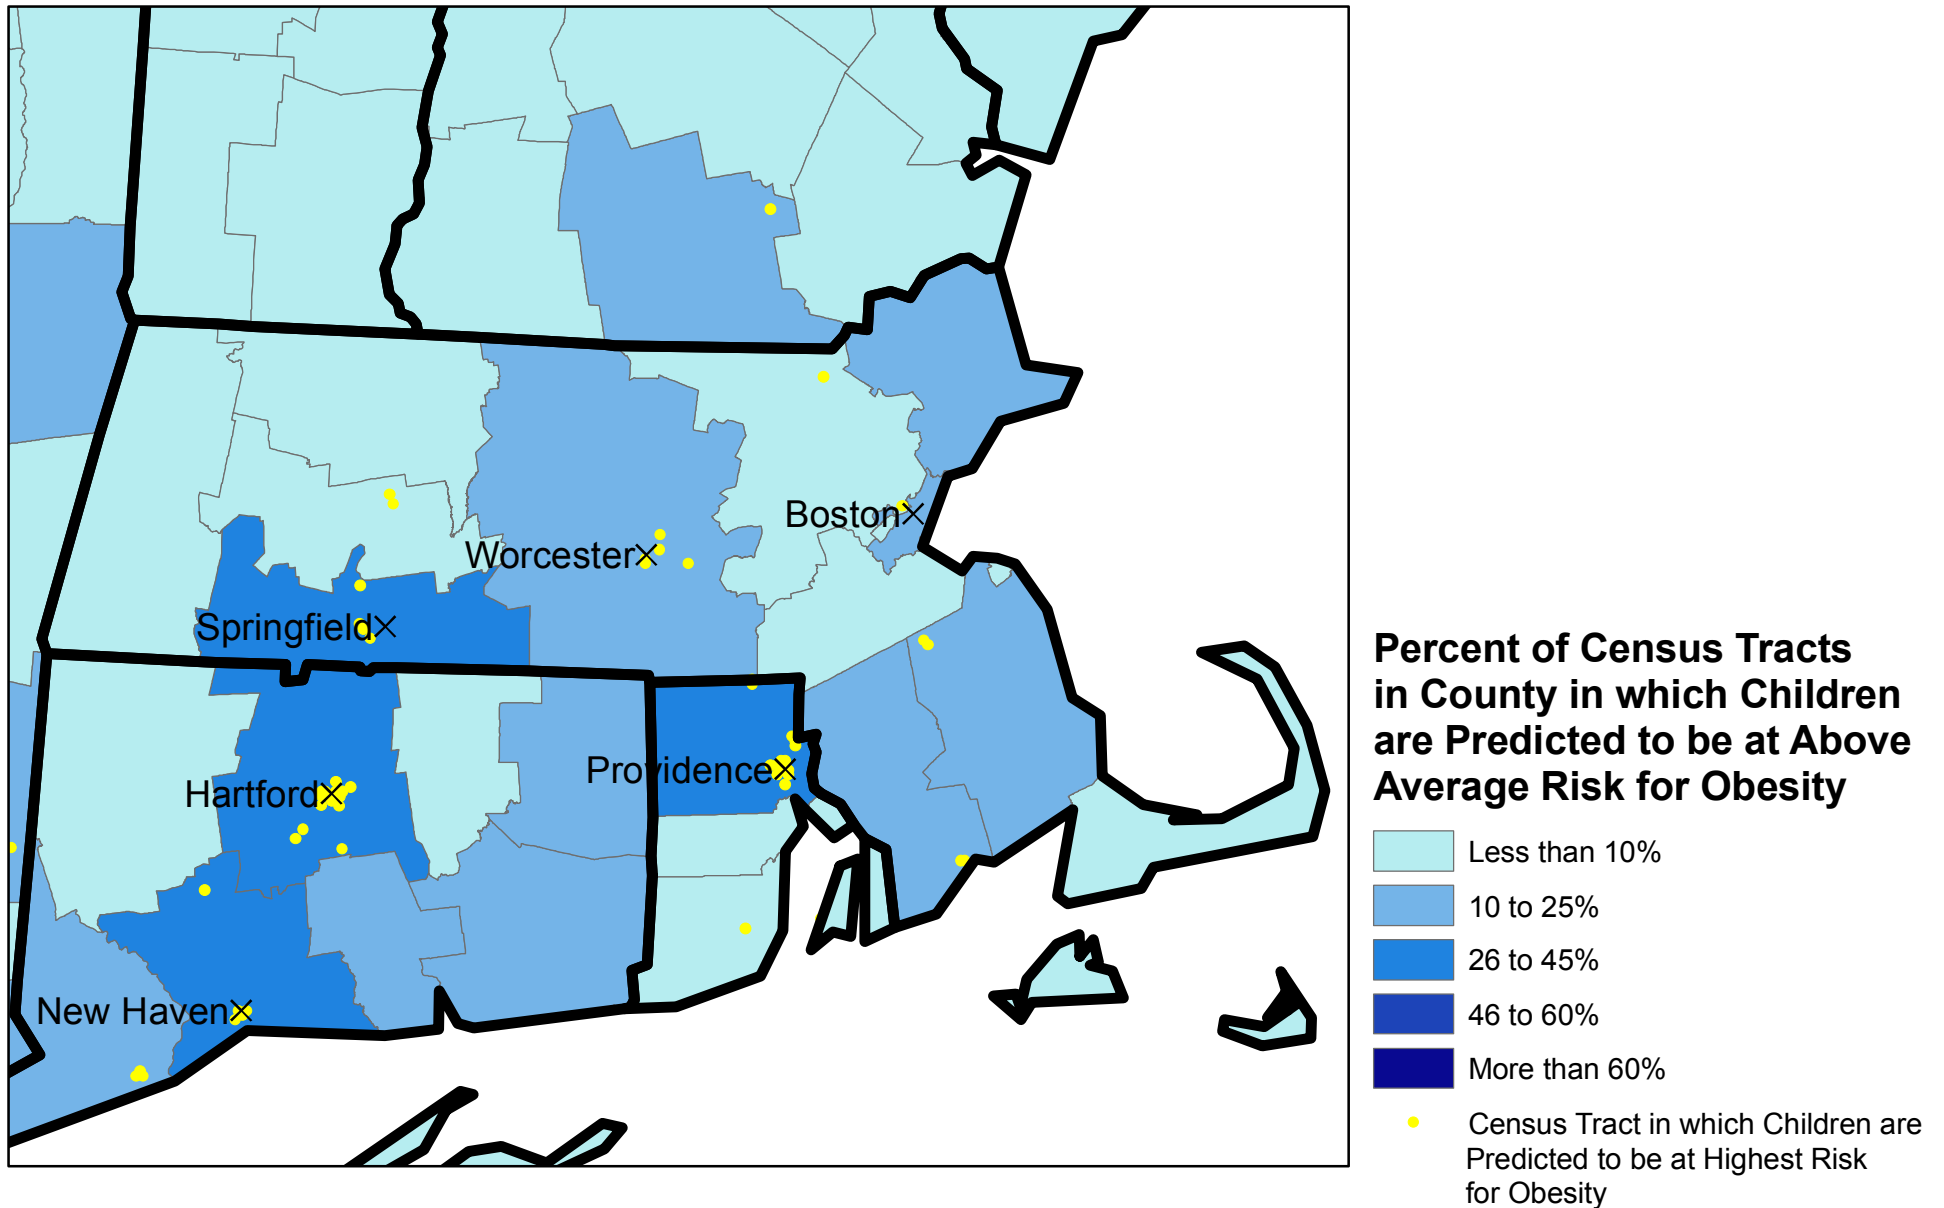 Boston
Worcester
Springfield
Providence
Hartford
New Haven
Percent of Census Tracts
in County in which Children
are Predicted to be at Above
Average Risk for Obesity
Less than 10%
10 to 25%
26 to 45%
46 to 60%
More than 60%
Census Tract in which Children are
Predicted to be at Highest Risk
for Obesity